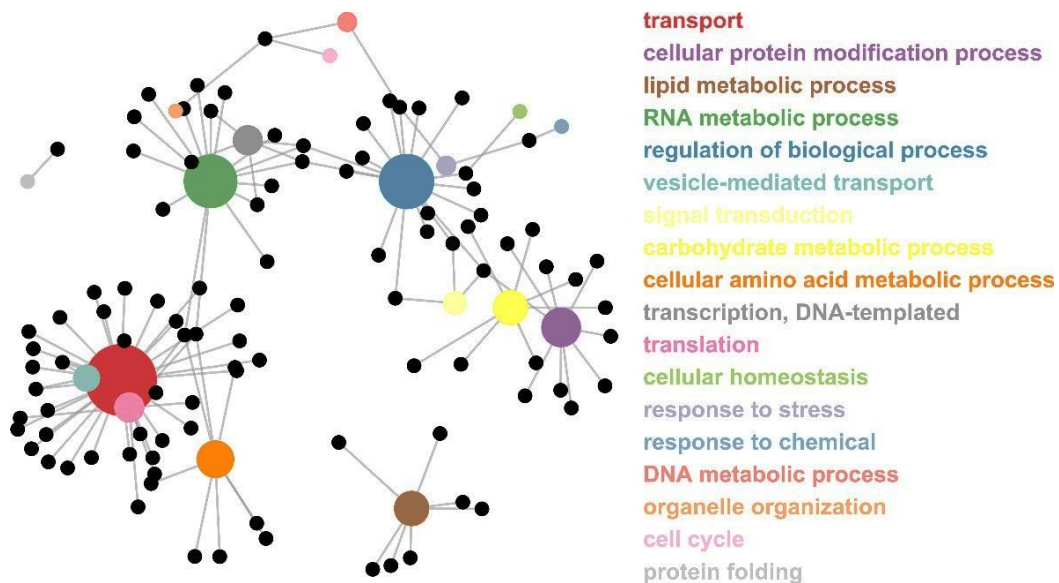 transport
cellular protein modification process
lipid metabolic process
RNA metabolic process
regulation of biological process
vesicle-mediated transport
signal transduction
carbohydrate metabolic process
cellular amino acid metabolic process
transcription, DNA-templated
translation
cellular homeostasis
response to stress
response to chemical
DNA metabolic process
organelle organization
cell cycle
protein folding